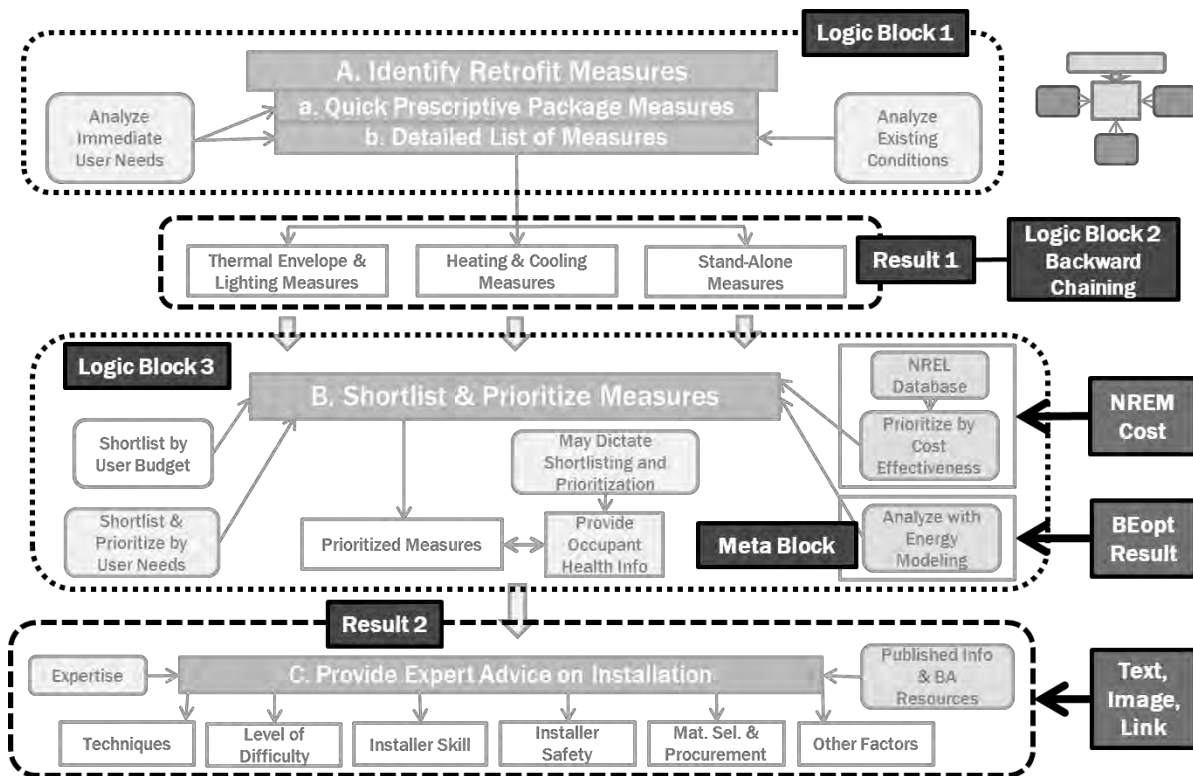 Logic Block 1
A. Identify Retrofit Measures
a. Quick Prescriptive Package Measures
b. Detailed List of Measures
Analyze
Immediate
User Needs
Analyze
Existing
Conditions
Thermal Envelope &
Lighting Measures
Heating & Cooling
Measures
Stand-Alone
Measures
Result 1
Logic Block 2
Backward
Chaining
Logic Block 3
B. Shortlist & Prioritize Measures
NREL
Database
Prioritize by
Cost
Effectiveness
NREM
Cost
Shortlist by
User Budget
May Dictate
Shortlisting and
Prioritization
Shortlist &
Prioritize by
User Needs
Prioritized Measures
Provide
Occupant
Health Info
Meta Block
Analyze with
Energy
Modeling
BEopt
Result
Result 2
Expertise
C. Provide Expert Advice on Installation
Published Info
& BA
Resources
Text,
Image,
Link
Techniques
Level of
Difficulty
Installer Skill
Installer
Safety
Mat. Sel. &
Procurement
Other Factors